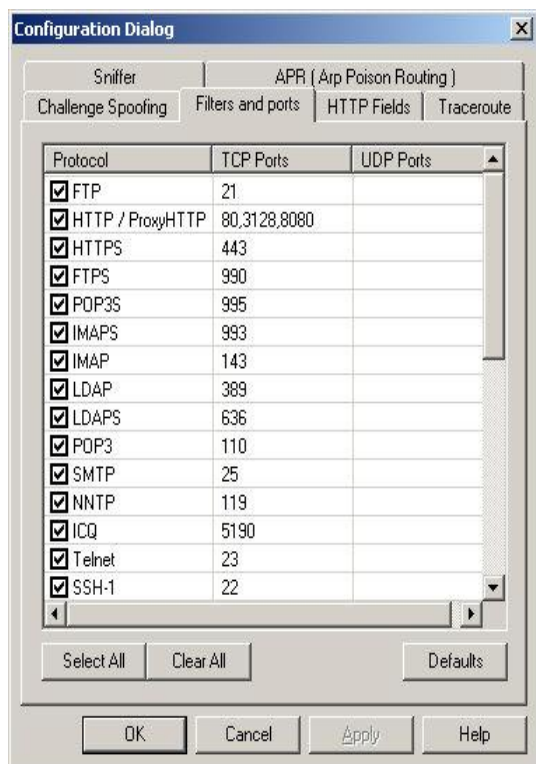 Configuration Dialog
Sniffer APR ( Arp Poison Routing )
Challenge Spoofing Filters and ports HTTP Fields Traceroute
Protocol TCP Ports UDP Ports
FTP 21
HTTP / ProxyHTTP 80,3128,8080
HTTPS 443
FTPS 990
POP3S 995
IMAPS 993
IMAP 143
LDAP 389
LDAPS 636
POP3 110
SMTP 25
NNTP 119
ICQ 5190
Telnet 23
SSH-1 22
Select All Clear All Defaults
OK Cancel Apply Help